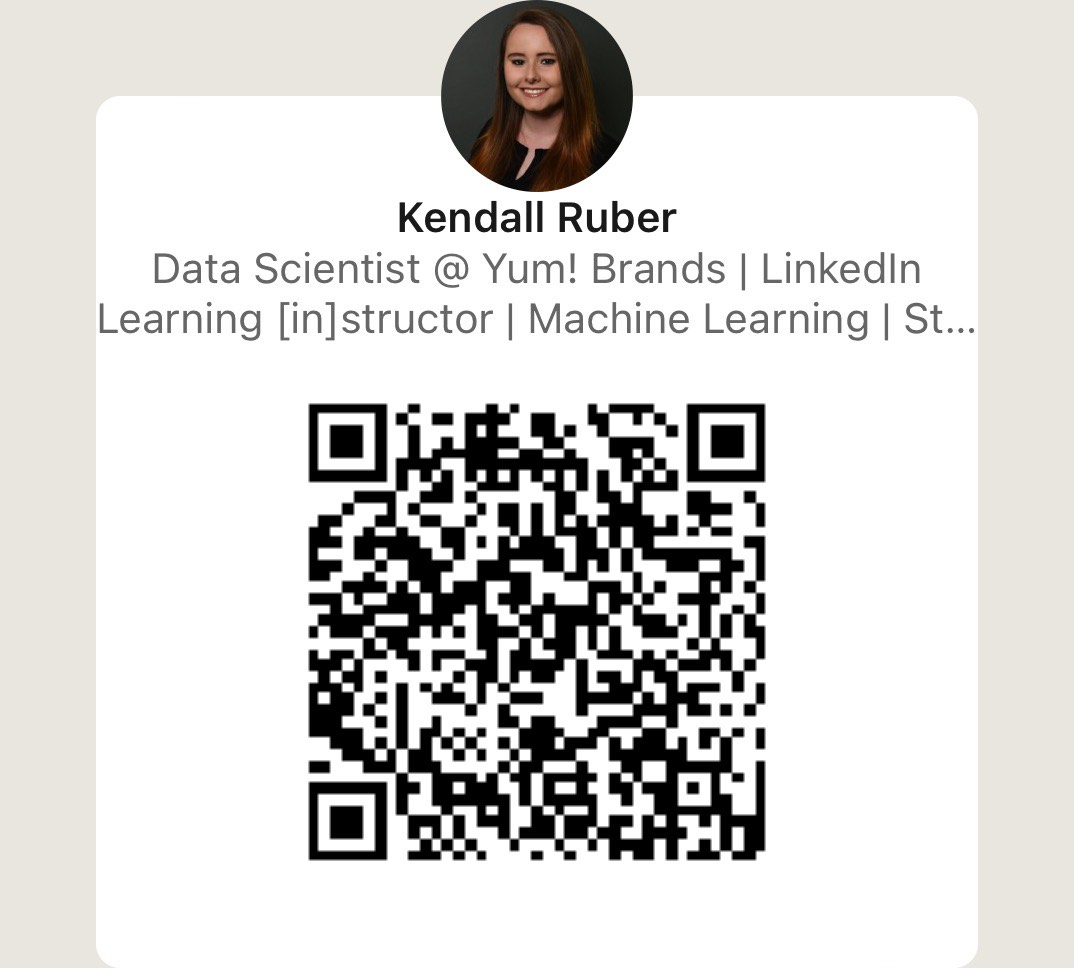 Kendall Ruber
Data Scientist @ Yum! Brands | LinkedIn
Learning [in]structor | Machine Learning | St...